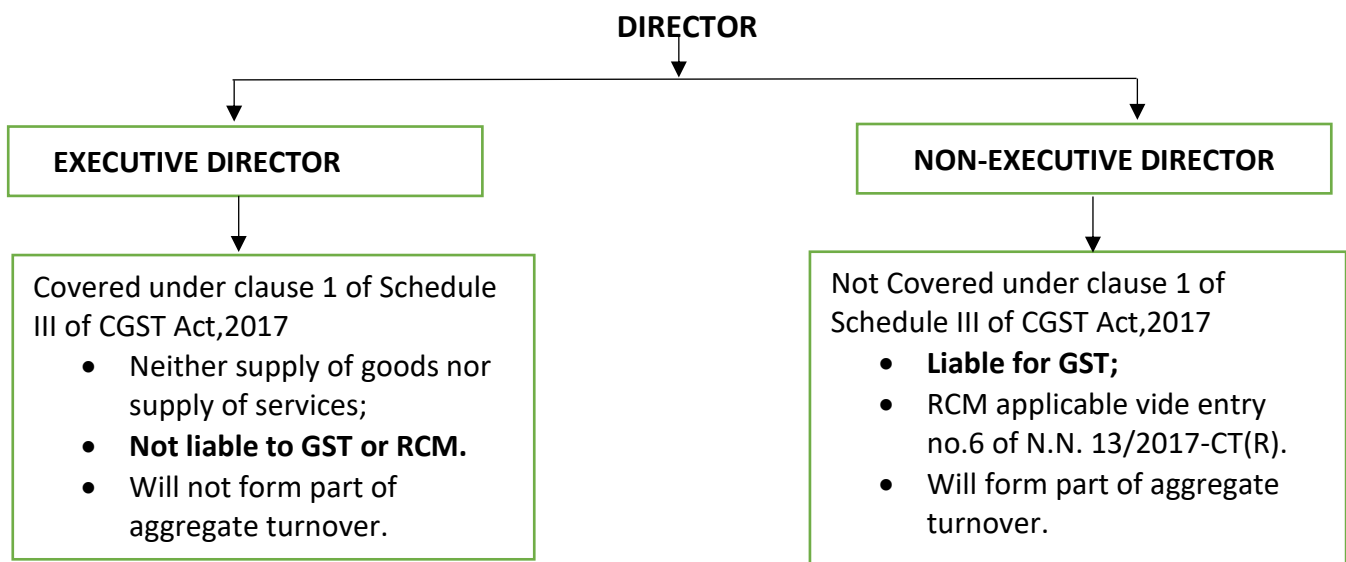 DIRECTOR
EXECUTIVE DIRECTOR
NON-EXECUTIVE DIRECTOR
Covered under clause 1 of Schedule
III of CGST Act,2017
• Neither supply of goods nor
supply of services;
• Not liable to GST or RCM.
• Will not form part of
aggregate turnover.
Not Covered under clause 1 of
Schedule III of CGST Act,2017
• Liable for GST;
• RCM applicable vide entry
no.6 of N.N. 13/2017-CT(R).
• Will form part of aggregate
turnover.